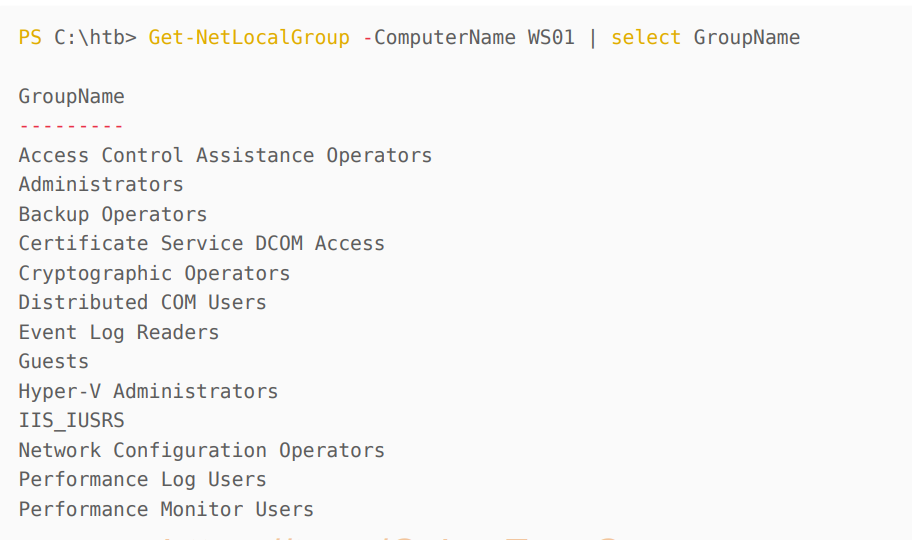 PS C:\htb> Get-NetLocalGroup -ComputerName WS01 | select GroupName
GroupName
---------
Access Control Assistance Operators
Administrators
Backup Operators
Certificate Service DCOM Access
Cryptographic Operators
Distributed COM Users
Event Log Readers
Guests
Hyper-V Administrators
IIS_IUSRS
Network Configuration Operators
Performance Log Users
Performance Monitor Users